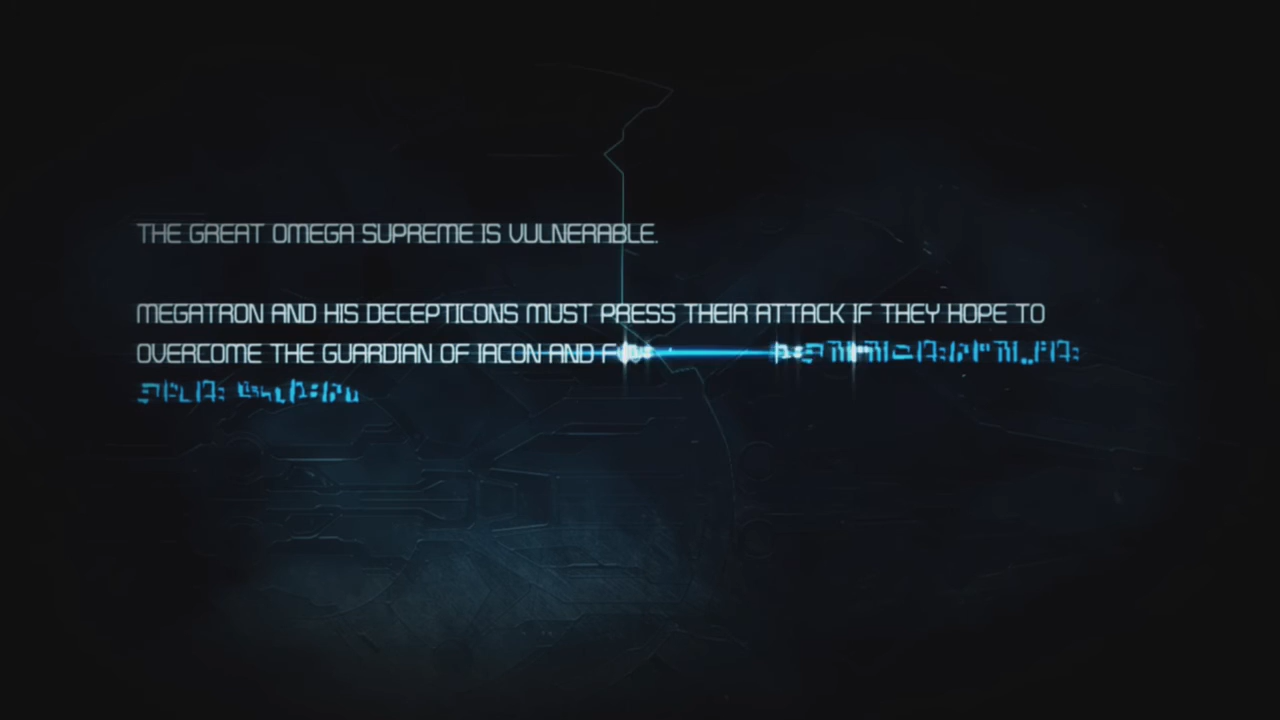 THE GREAT OMEGA SUPREME IS VULNERABLE.
MEGATRON AND HIS DECEPTICONS MUST PRESS THEIR ATTACK IF THEY HOPE TO
OVERCOME THE GUARDIAN OF IACON AND